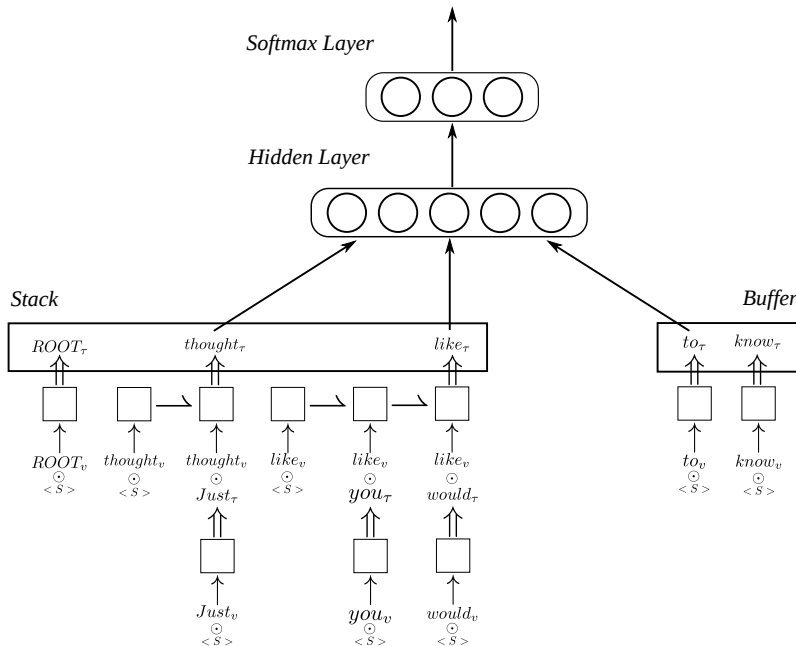 Softmax Layer
Hidden Layer
Stack
Buffer
ROOT_τ thought_τ like_τ to_τ know_τ
ROOT_v thought_v thought_v like_v like_v like_v to_v know_v
⊙ ⊙ ⊙ ⊙ ⊙ ⊙ ⊙ ⊙
<S> <S> Just_τ <S> you_τ would_τ <S> <S>
Just_v you_v would_v
⊙ ⊙ ⊙
<S> <S> <S>